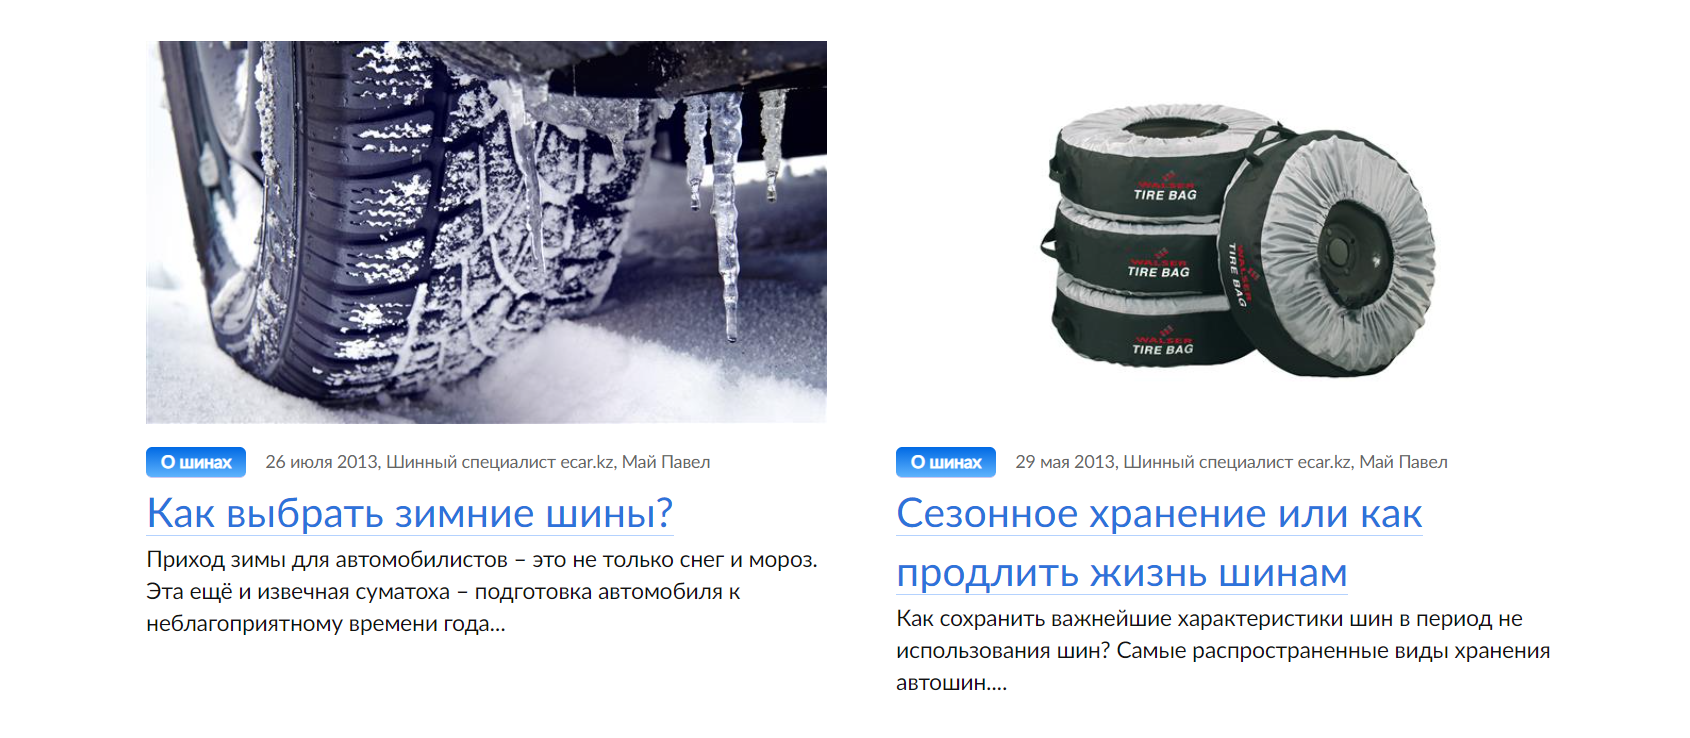 WALSER
TIRE BAG
WALSER
TIRE BAG
WALSER
TIRE BAG
WALSER
TIRE BAG
О шинах
26 июля 2013, Шинный специалист ecar.kz, Май Павел
Как выбрать зимние шины?
Приход зимы для автомобилистов – это не только снег и мороз.
Эта ещё и извечная суматоха – подготовка автомобиля к
неблагоприятному времени года...
О шинах
29 мая 2013, Шинный специалист ecar.kz, Май Павел
Сезонное хранение или как
продлить жизнь шинам
Как сохранить важнейшие характеристики шин в период не
использования шин? Самые распространенные виды хранения
автошин....